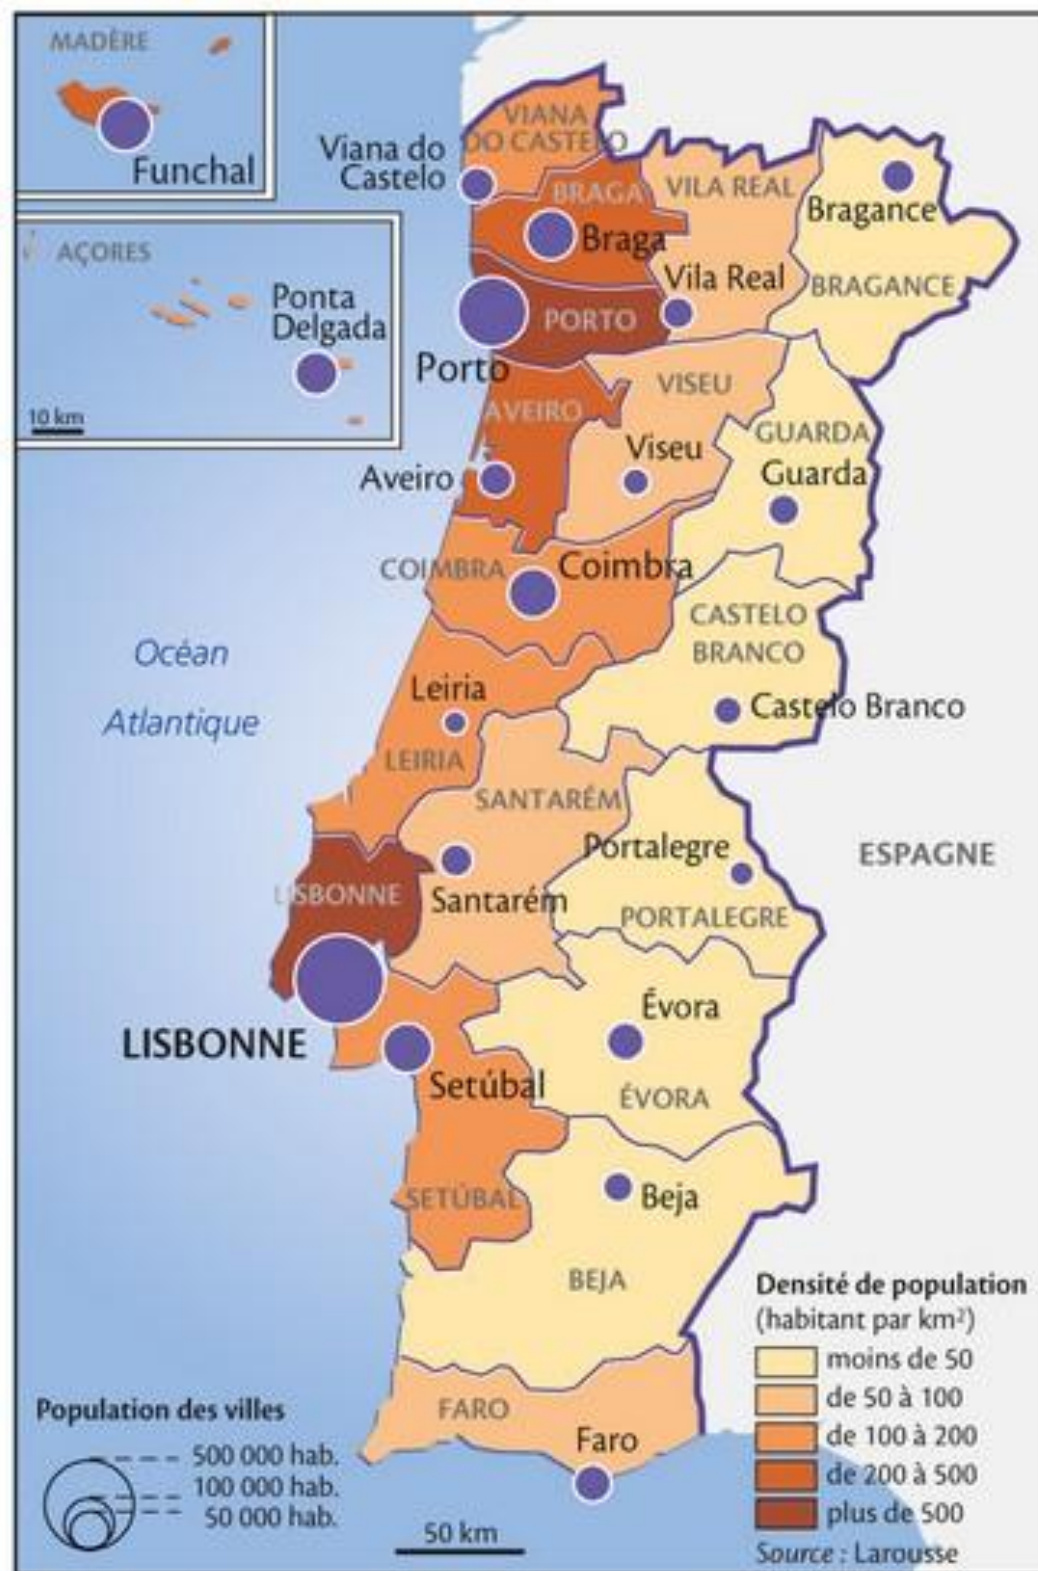 MADÈRE
Funchal
AÇORES
Ponta
Delgada
10 km
VIANA
DO CASTELO
Viana do
Castelo
BRAGA
Braga
VILA REAL
Vila Real
Bragance
BRAGANCE
PORTO
Porto
AVEIRO
Aveiro
VISEU
Viseu
GUARDA
Guarda
COIMBRA
Coimbra
CASTELO
BRANCO
Castelo Branco
Océan
Atlantique
Leiria
LEIRIA
SANTARÉM
Santarém
Portalegre
PORTALEGRE
ESPAGNE
LISBONNE
LISBONNE
Évora
ÉVORA
Setúbal
SETÚBAL
Beja
BEJA
FARO
Faro
Population des villes
500 000 hab.
100 000 hab.
50 000 hab.
50 km
Densité de population
(habitant par km²)
moins de 50
de 50 à 100
de 100 à 200
de 200 à 500
plus de 500
Source : Larousse